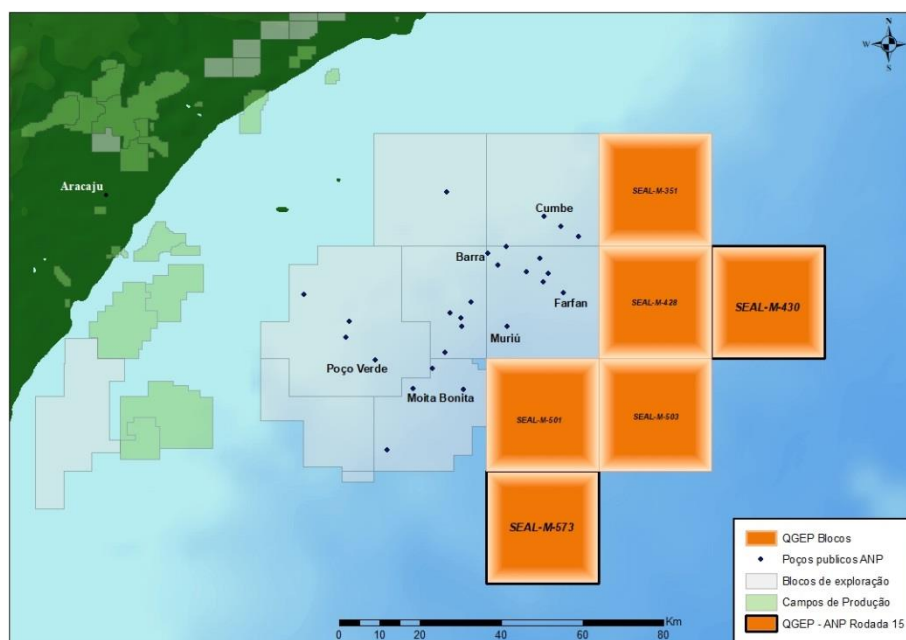 N
W
E
S
Aracaju
SEAL-M-351
Cumbe
Barra
SEAL-M-428
SEAL-M-430
Farfan
Muriú
Poço Verde
Moita Bonita
SEAL-M-501
SEAL-M-503
SEAL-M-573
QGEP Blocos
Poços publicos ANP
Blocos de exploração
Campos de Produção
QGEP - ANP Rodada 15
Km
0 5 10 20 40 60 80